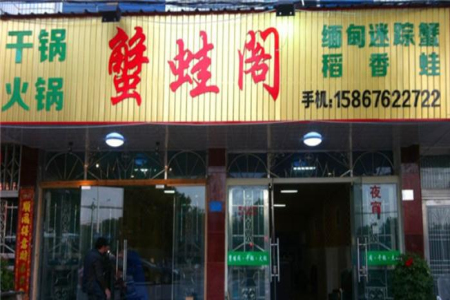 干锅
火锅
蟹蛙阁
缅甸迷踪蟹
稻香蛙
手机:15867622722
夜宵